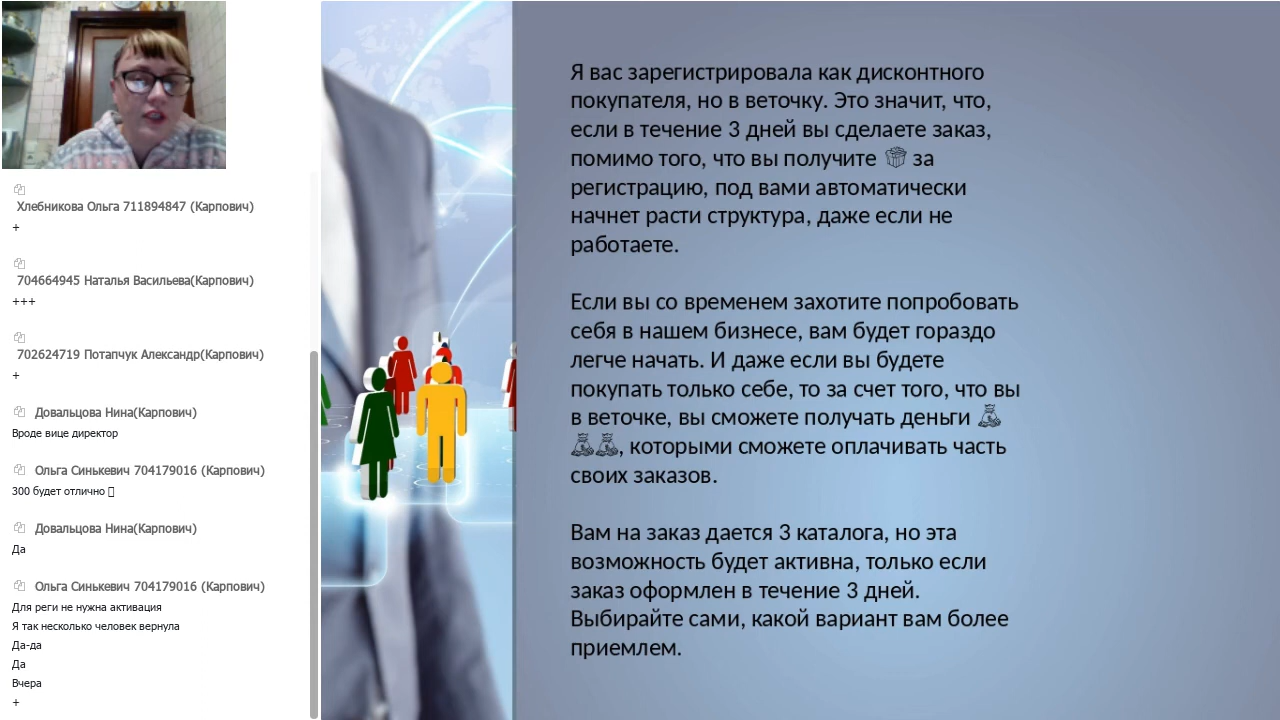 Хлебникова Ольга 711894847 (Карпович)
+
704664945 Наталья Васильева(Карпович)
+++
702624719 Потапчук Александр(Карпович)
+
Довальцова Нина(Карпович)
Вроде вице директор
Ольга Синькевич 704179016 (Карпович)
300 будет отлично
Довальцова Нина(Карпович)
Да
Ольга Синькевич 704179016 (Карпович)
Для реги не нужна активация
Я так несколько человек вернула
Да-да
Да
Вчера
+
Я вас зарегистрировала как дисконтного
покупателя, но в веточку. Это значит, что,
если в течение 3 дней вы сделаете заказ,
помимо того, что вы получите 🎁 за
регистрацию, под вами автоматически
начнет расти структура, даже если не
работаете.
Если вы со временем захотите попробовать
себя в нашем бизнесе, вам будет гораздо
легче начать. И даже если вы будете
покупать только себе, то за счет того, что вы
в веточке, вы сможете получать деньги 💰
💰💰, которыми сможете оплачивать часть
своих заказов.
Вам на заказ дается 3 каталога, но эта
возможность будет активна, только если
заказ оформлен в течение 3 дней.
Выбирайте сами, какой вариант вам более
приемлем.